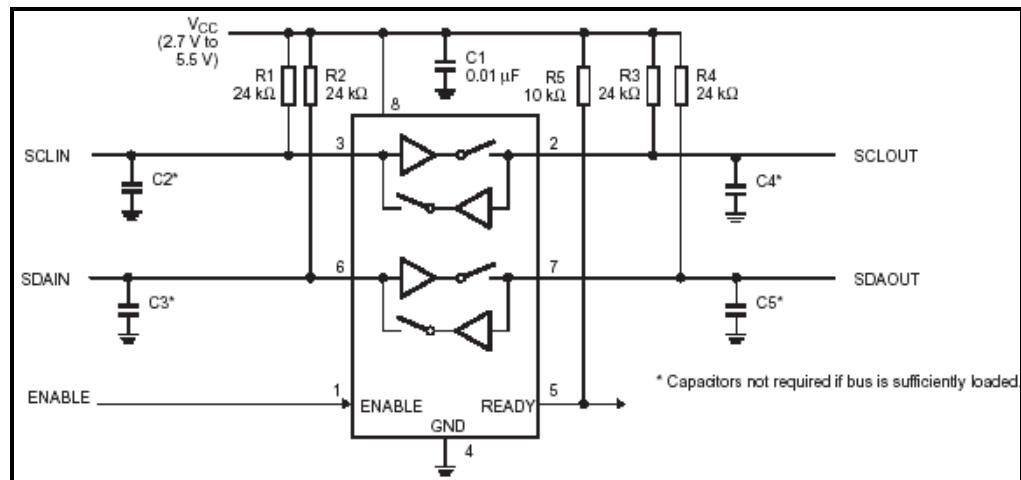 VCC
(2.7 V to
5.5 V)
C1
0.01 µF
R1
24 kΩ
R2
24 kΩ
R5
10 kΩ
R3
24 kΩ
R4
24 kΩ
8
SCLIN
3
2
SCLOUT
C2*
C4*
SDAIN
6
7
SDAOUT
C3*
C5*
* Capacitors not required if bus is sufficiently loaded.
ENABLE
1
ENABLE
READY
5
GND
4